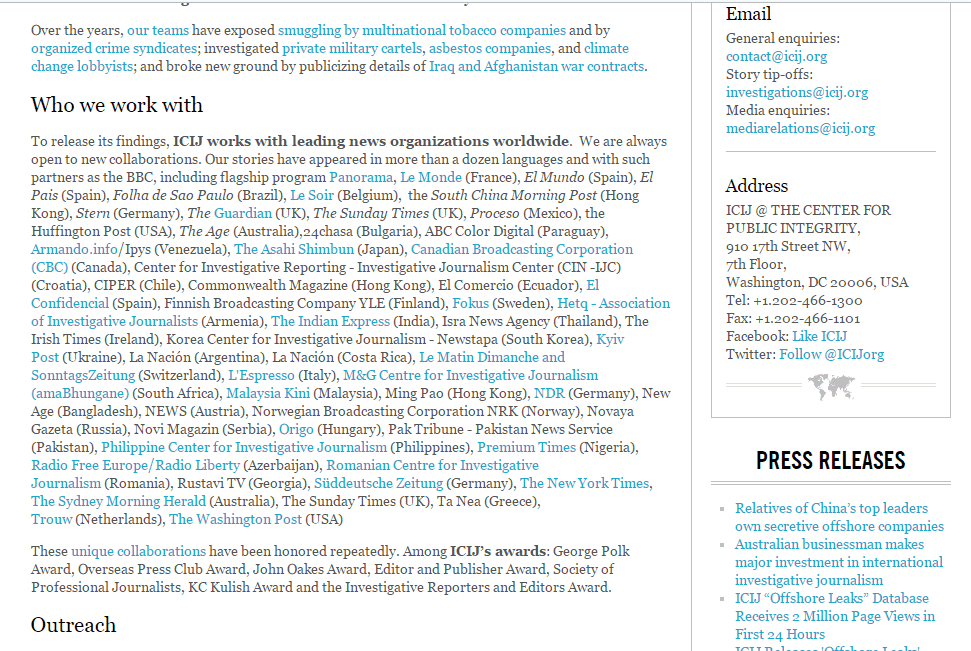 Over the years, our teams have exposed smuggling by multinational tobacco companies and by
organized crime syndicates; investigated private military cartels, asbestos companies, and climate
change lobbyists; and broke new ground by publicizing details of Iraq and Afghanistan war contracts.
Who we work with
To release its findings, ICIJ works with leading news organizations worldwide.  We are always
open to new collaborations. Our stories have appeared in more than a dozen languages and with such
partners as the BBC, including flagship program Panorama, Le Monde (France), El Mundo (Spain), El
Pais (Spain), Folha de Sao Paulo (Brazil), Le Soir (Belgium),  the South China Morning Post (Hong
Kong), Stern (Germany), The Guardian (UK), The Sunday Times (UK), Proceso (Mexico), the
Huffington Post (USA), The Age (Australia),24chasa (Bulgaria), ABC Color Digital (Paraguay),
Armando.info/Ipys (Venezuela), The Asahi Shimbun (Japan), Canadian Broadcasting Corporation
(CBC) (Canada), Center for Investigative Reporting - Investigative Journalism Center (CIN -IJC)
(Croatia), CIPER (Chile), Commonwealth Magazine (Hong Kong), El Comercio (Ecuador), El
Confidencial (Spain), Finnish Broadcasting Company YLE (Finland), Fokus (Sweden), Hetq - Association
of Investigative Journalists (Armenia), The Indian Express (India), Isra News Agency (Thailand), The
Irish Times (Ireland), Korea Center for Investigative Journalism - Newstapa (South Korea), Kyiv
Post (Ukraine), La Nación (Argentina), La Nación (Costa Rica), Le Matin Dimanche and
SonntagsZeitung (Switzerland), L'Espresso (Italy), M&G Centre for Investigative Journalism
(amaBhungane) (South Africa), Malaysia Kini (Malaysia), Ming Pao (Hong Kong), NDR (Germany), New
Age (Bangladesh), NEWS (Austria), Norwegian Broadcasting Corporation NRK (Norway), Novaya
Gazeta (Russia), Novi Magazin (Serbia), Origo (Hungary), Pak Tribune - Pakistan News Service
(Pakistan), Philippine Center for Investigative Journalism (Philippines), Premium Times (Nigeria),
Radio Free Europe/Radio Liberty (Azerbaijan), Romanian Centre for Investigative
Journalism (Romania), Rustavi TV (Georgia), Süddeutsche Zeitung (Germany), The New York Times,
The Sydney Morning Herald (Australia), The Sunday Times (UK), Ta Nea (Greece),
Trouw (Netherlands), The Washington Post (USA)
These unique collaborations have been honored repeatedly. Among ICIJ's awards: George Polk
Award, Overseas Press Club Award, John Oakes Award, Editor and Publisher Award, Society of
Professional Journalists, KC Kulish Award and the Investigative Reporters and Editors Award.
Outreach
Email
General enquiries:
contact@icij.org
Story tip-offs:
investigations@icij.org
Media enquiries:
mediarelations@icij.org
Address
ICIJ @ THE CENTER FOR
PUBLIC INTEGRITY,
910 17th Street NW,
7th Floor,
Washington, DC 20006, USA
Tel: +1.202-466-1300
Fax: +1.202-466-1101
Facebook: Like ICIJ
Twitter: Follow @ICIJorg
PRESS RELEASES
Relatives of China's top leaders
own secretive offshore companies
Australian businessman makes
major investment in international
investigative journalism
ICIJ “Offshore Leaks” Database
Receives 2 Million Page Views in
First 24 Hours
ICIJ Releases 'Offshore Leaks'